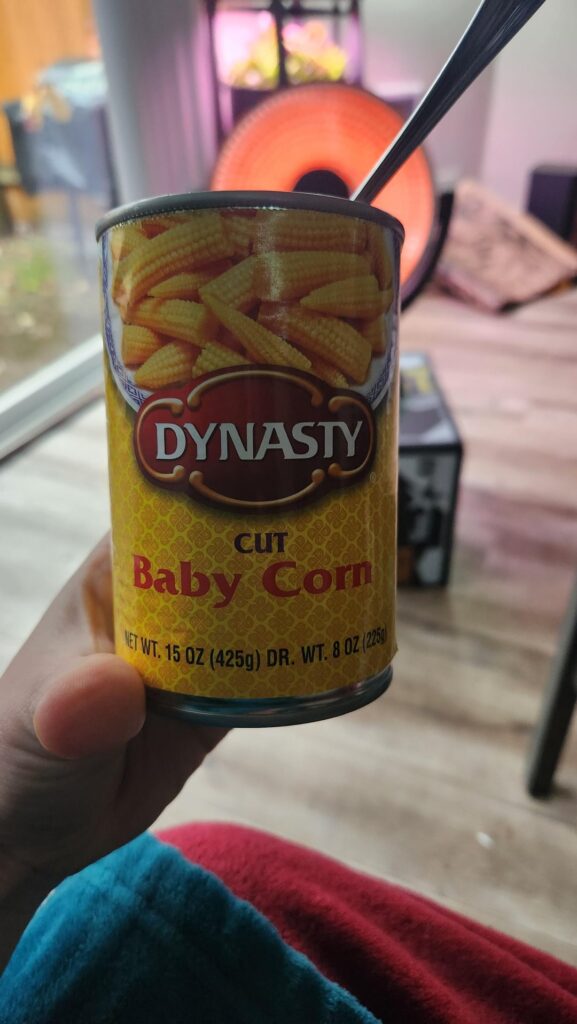 DYNASTY
®
CUT
Baby Corn
NET WT. 15 OZ (425g) DR. WT. 8 OZ (225g)